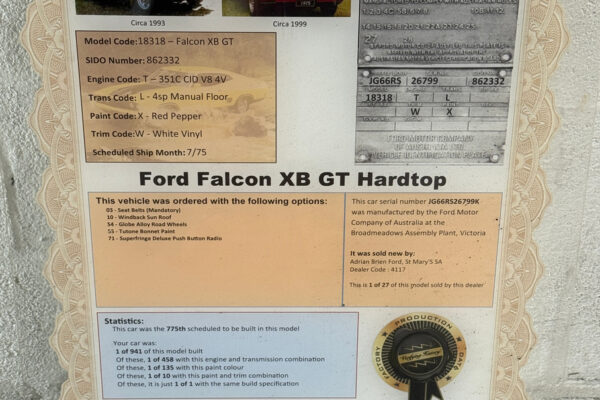 Circa 1993
Circa 1999
Model Code:18318 – Falcon XB GT
SIDO Number: 862332
Engine Code: T – 351C CID V8 4V
Trans Code: L - 4sp Manual Floor
Paint Code: X - Red Pepper
Trim Code: W - White Vinyl
Scheduled Ship Month: 7/75
27
JG66RS 26799 862332
18318 T L
W X
FORD MOTOR COMPANY
VEHICLE IDENTIFICATION PLATE
Ford Falcon XB GT Hardtop
This vehicle was ordered with the following options:
03 - Seat Belts (Mandatory)
10 - Windback Sun Roof
54 - Globe Alloy Road Wheels
55 - Tutone Bonnet Paint
71 - Superfringe Deluxe Push Button Radio
This car serial number JG66RS26799K
was manufactured by the Ford Motor
Company of Australia at the
Broadmeadows Assembly Plant, Victoria
It was sold new by:
Adrian Brien Ford, St Mary'S SA
Dealer Code : 4117
This is 1 of 27 of this model sold by this dealer
Statistics:
This car was the 775th scheduled to be built in this model
Your car was:
1 of 941 of this model built
Of these, 1 of 458 with this engine and transmission combination
Of these, 1 of 135 with this paint colour
Of these, 1 of 10 with this paint and trim combination
Of these, it is just 1 of 1 with the same build specification
FACTORY PRODUCTION DATA